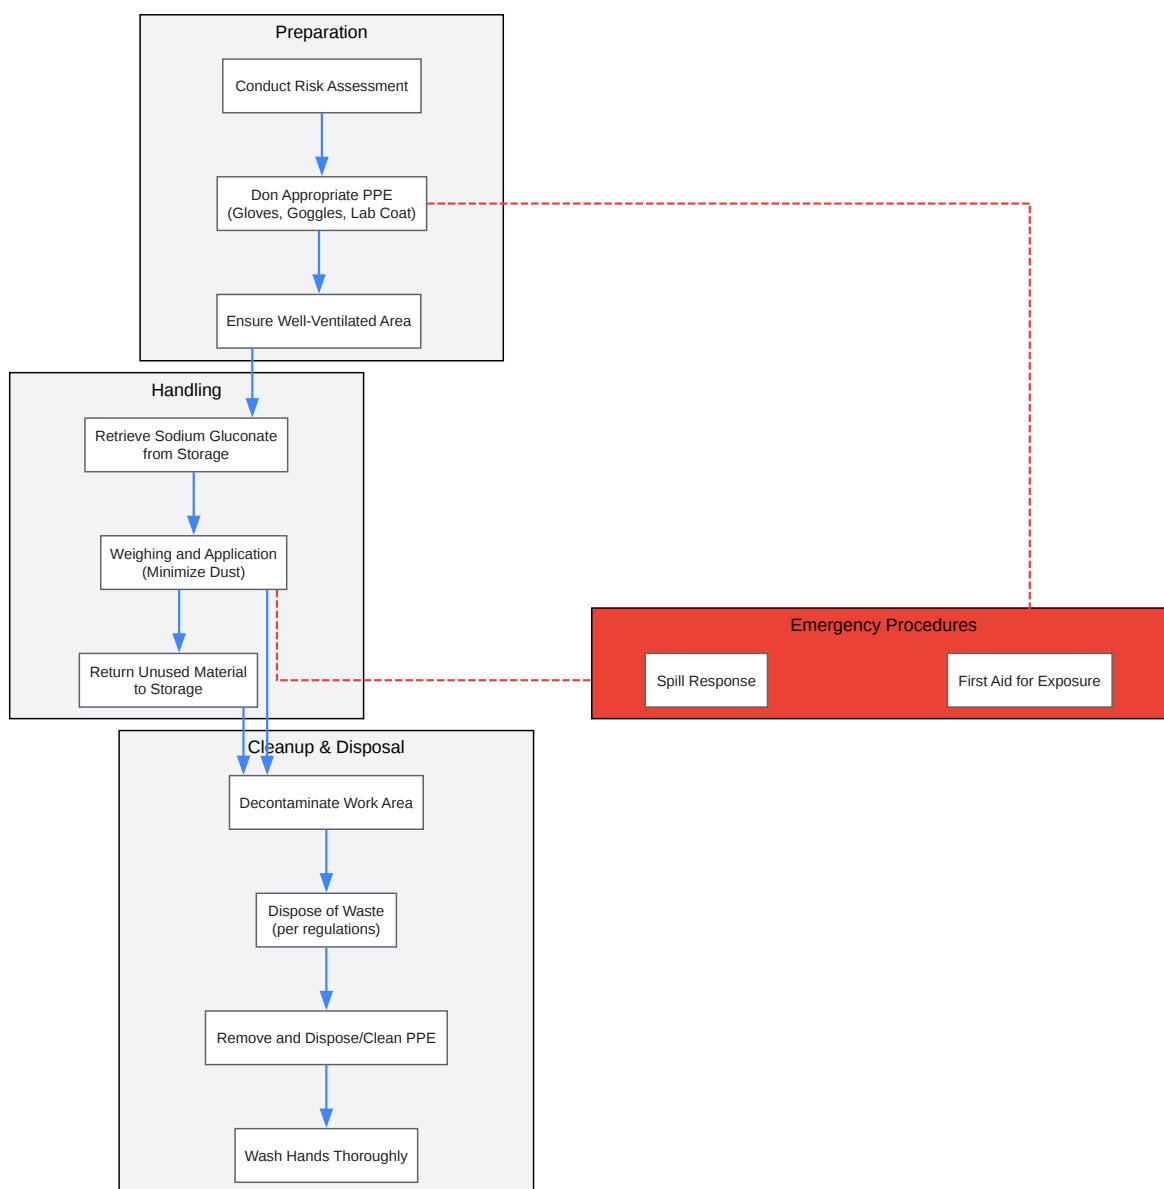 Preparation
Conduct Risk Assessment
Don Appropriate PPE
(Gloves, Goggles, Lab Coat)
Ensure Well-Ventilated Area
Handling
Retrieve Sodium Gluconate
from Storage
Weighing and Application
(Minimize Dust)
Return Unused Material
to Storage
Emergency Procedures
Spill Response
First Aid for Exposure
Cleanup & Disposal
Decontaminate Work Area
Dispose of Waste
(per regulations)
Remove and Dispose/Clean PPE
Wash Hands Thoroughly